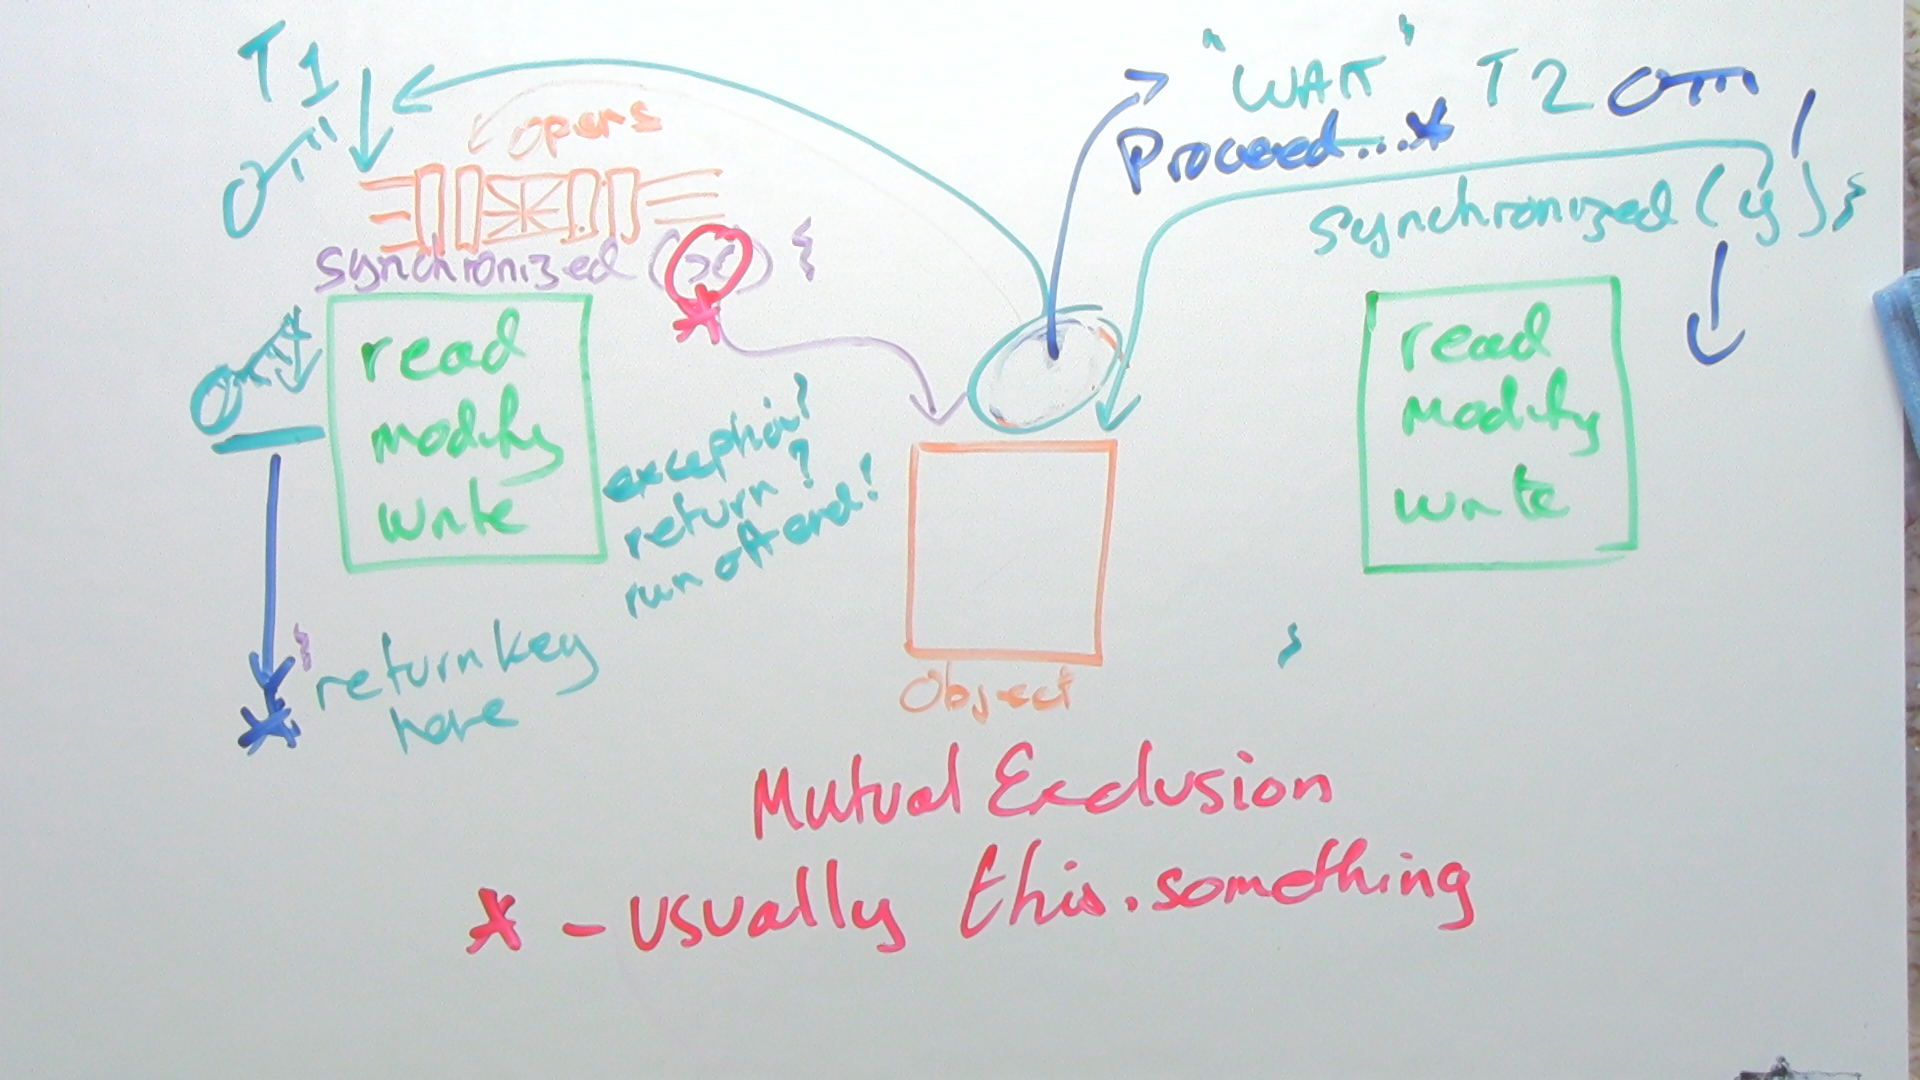 T1
opens
synchronized (x) {
read
modify
write
exception?
return?
run off end!
}
return key
here
"WAIT" T2
Proceed...*
synchronized (y) {
read
modify
write
}
Object
Mutual Exclusion
* - usually this.something